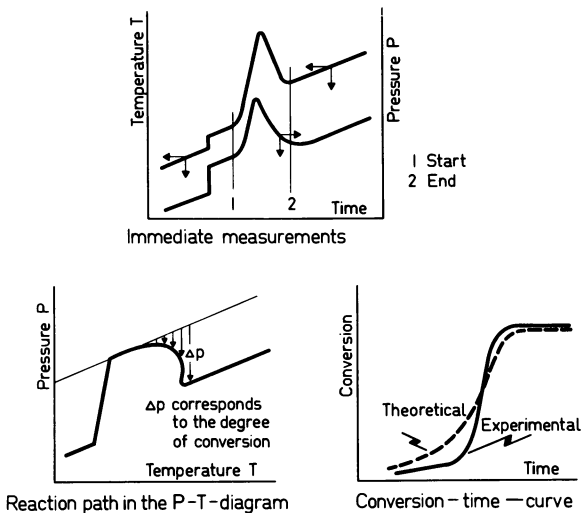 Temperature T
Pressure P
1 Start
2 End
1
2
Time
Immediate measurements
Pressure P
Δp
Δp corresponds
to the degree
of conversion
Temperature T
Reaction path in the P-T-diagram
Conversion
Theoretical
Experimental
Time
Conversion-time-curve